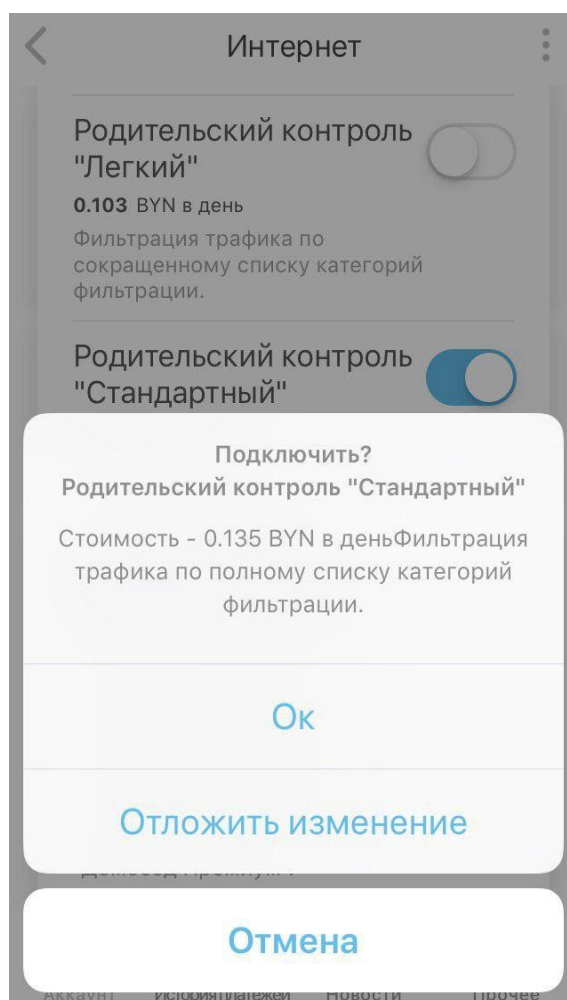 Интернет
Родительский контроль
"Легкий"
0.103 BYN в день
Фильтрация трафика по
сокращенному списку категорий
фильтрации.
Родительский контроль
"Стандартный"
Подключить?
Родительский контроль "Стандартный"
Стоимость - 0.135 BYN в деньФильтрация
трафика по полному списку категорий
фильтрации.
Ок
Отложить изменение
Отмена
Аккаунт Историяплатежей Новости Прочее